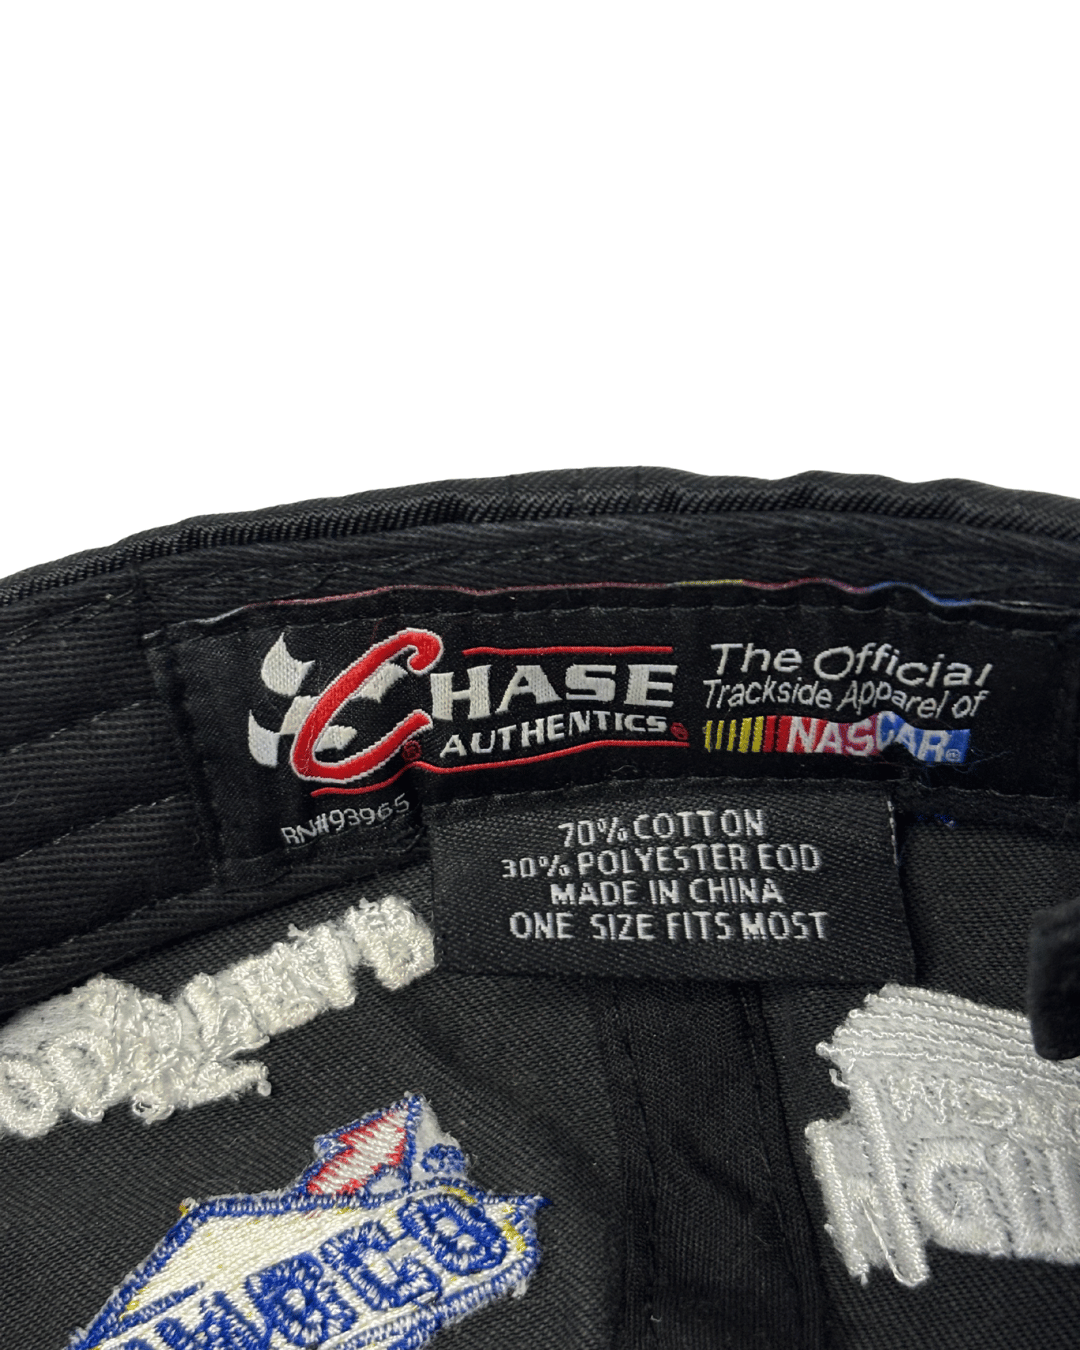 CHASE
AUTHENTICS®
®
The Official
Trackside Apparel of
NASCAR®
RN#93965
70% COTTON
30% POLYESTER EOD
MADE IN CHINA
ONE SIZE FITS MOST